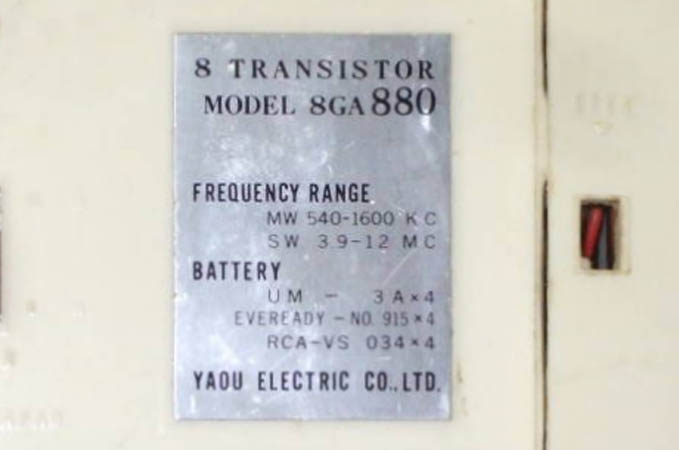 8 TRANSISTOR
MODEL 8GA 880
FREQUENCY RANGE
MW 540-1600 KC
SW 3.9-12 MC
BATTERY
UM - 3A×4
EVEREADY - NO. 915×4
RCA-VS 034×4
YAOU ELECTRIC CO., LTD.